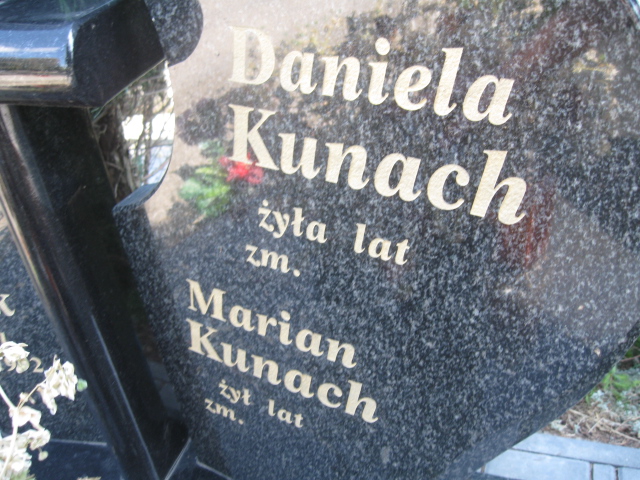 Daniela
Kunach
żyła lat
zm.
Marian
Kunach
żył lat
zm.